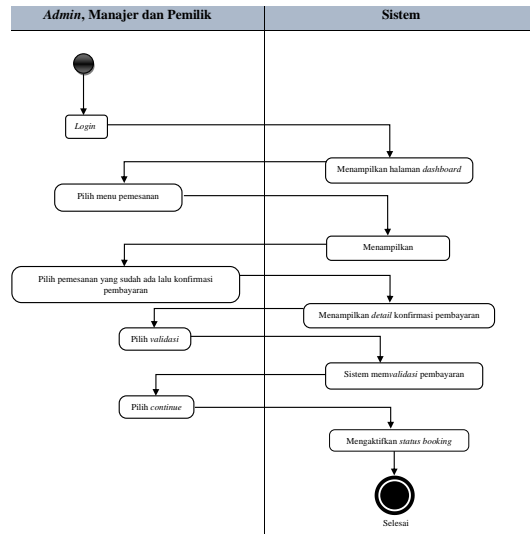 Admin, Manajer dan Pemilik
Sistem
Login
Menampilkan halaman dashboard
Pilih menu pemesanan
Menampilkan
Pilih pemesanan yang sudah ada lalu konfirmasi
pembayaran
Menampilkan detail konfirmasi pembayaran
Pilih validasi
Sistem memvalidasi pembayaran
Pilih continue
Mengaktifkan status booking
Selesai